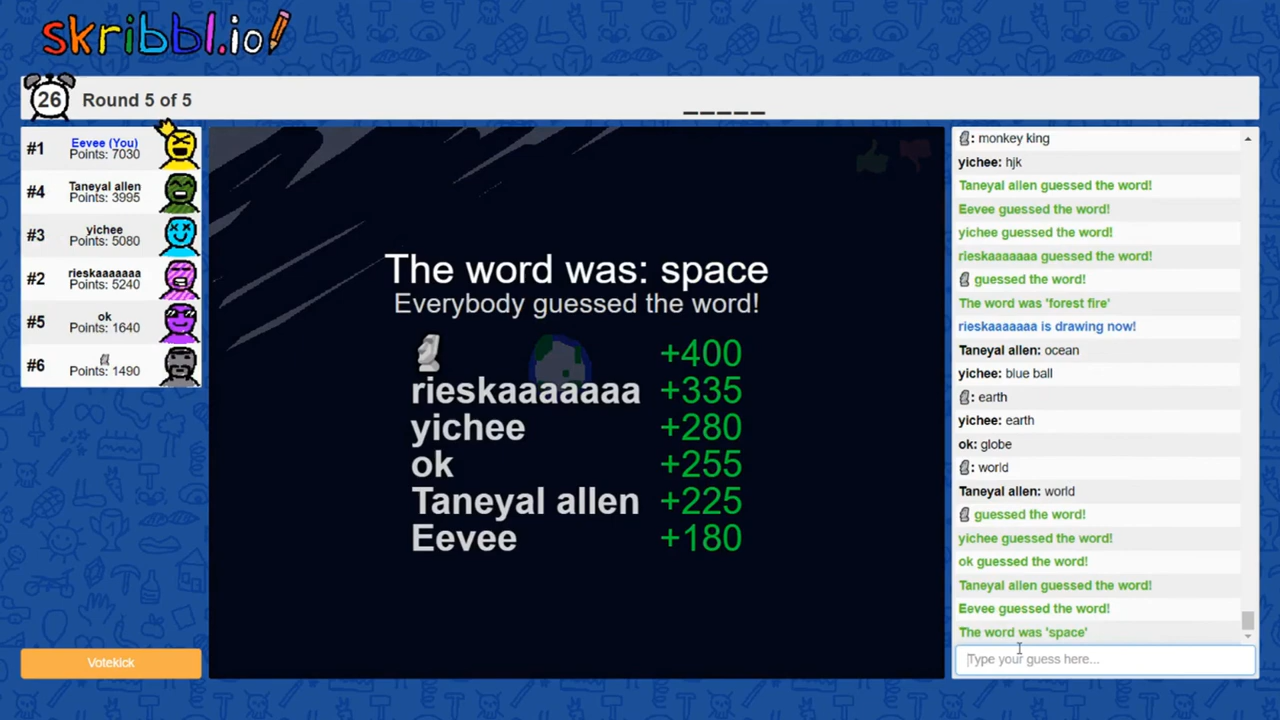 skribbl.io
26
Round 5 of 5
_____
#1
Eevee (You)
Points: 7030
#4
Taneyal allen
Points: 3995
#3
yichee
Points: 5080
#2
rieskaaaaaaa
Points: 5240
#5
ok
Points: 1640
#6
🗿
Points: 1490
Votekick
The word was: space
Everybody guessed the word!
🗿 +400
rieskaaaaaaa +335
yichee +280
ok +255
Taneyal allen +225
Eevee +180
🗿: monkey king
yichee: hjk
Taneyal allen guessed the word!
Eevee guessed the word!
yichee guessed the word!
rieskaaaaaaa guessed the word!
🗿 guessed the word!
The word was 'forest fire'
rieskaaaaaaa is drawing now!
Taneyal allen: ocean
yichee: blue ball
🗿: earth
yichee: earth
ok: globe
🗿: world
Taneyal allen: world
🗿 guessed the word!
yichee guessed the word!
ok guessed the word!
Taneyal allen guessed the word!
Eevee guessed the word!
The word was 'space'
Type your guess here...